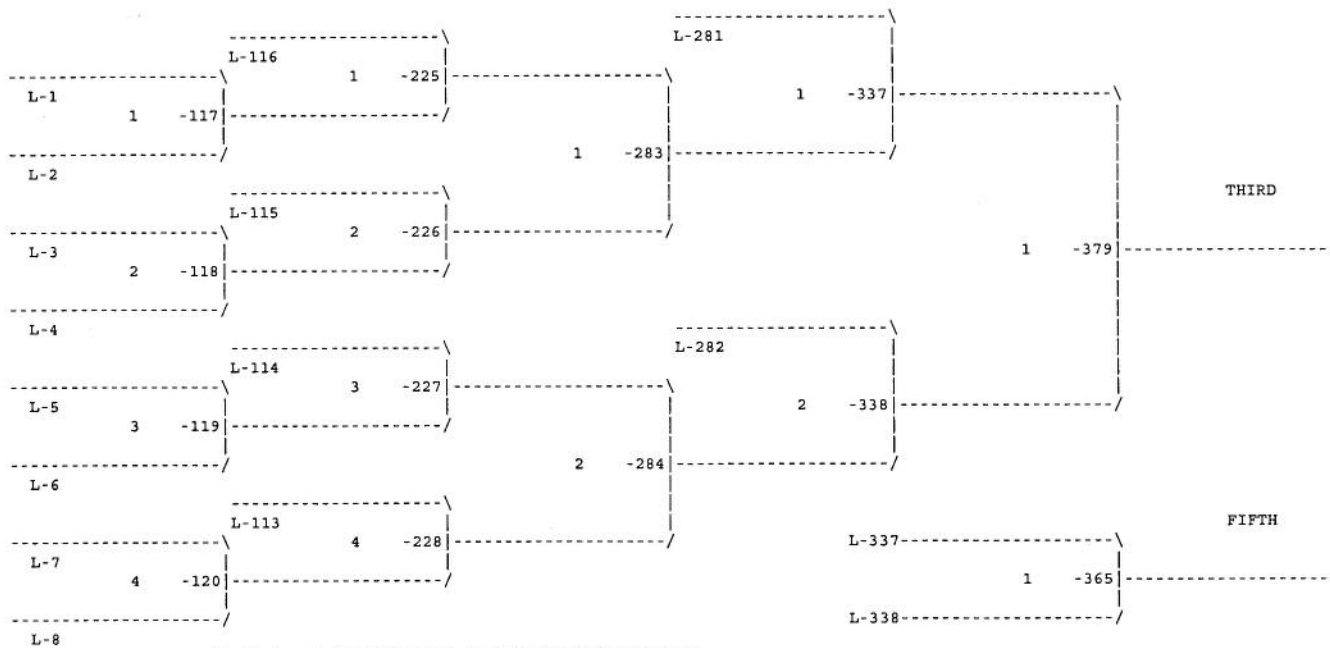 L-281
L-116
1 -225
L-1
1 -337
1 -117
1 -283
L-2
THIRD
L-115
2 -226
L-3
1 -379
2 -118
L-4
L-282
L-114
3 -227
L-5
2 -338
3 -119
2 -284
L-6
L-113
FIFTH
4 -228
L-337
L-7
4 -120
1 -365
L-338
L-8